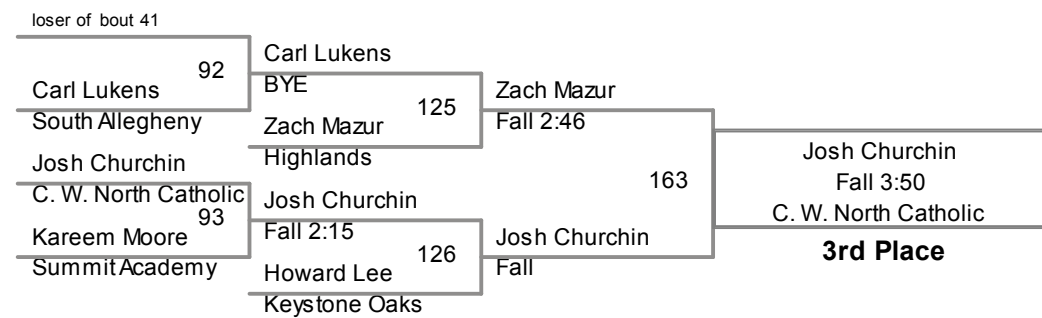 loser of bout 41
92
Carl Lukens
South Allegheny
Josh Churchin
C. W. North Catholic
93
Kareem Moore
Summit Academy
Carl Lukens
BYE
125
Zach Mazur
Highlands
Josh Churchin
Fall 2:15
126
Howard Lee
Keystone Oaks
Zach Mazur
Fall 2:46
163
Josh Churchin
Fall
Josh Churchin
Fall 3:50
C. W. North Catholic
3rd Place